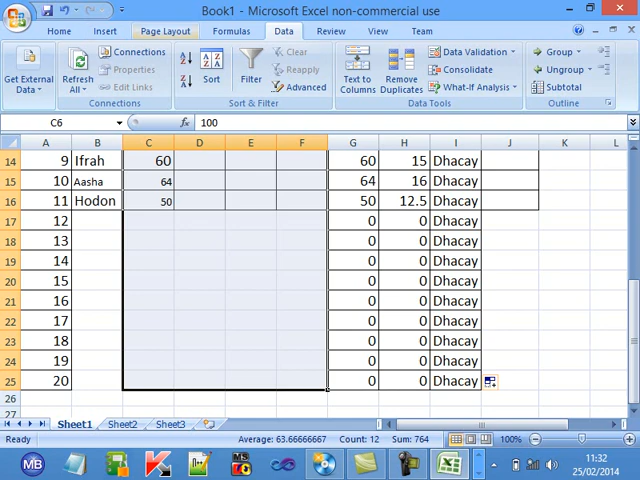 Book1 - Microsoft Excel non-commercial use
Home Insert Page Layout Formulas Data Review View Team
Get External Data
Refresh All
Connections
Properties
Edit Links
Connections
Sort
Filter
Clear
Reapply
Advanced
Sort & Filter
Text to Columns
Remove Duplicates
Data Validation
Consolidate
What-If Analysis
Data Tools
Group
Ungroup
Subtotal
Outline
C6 fx 100
A B C D E F G H I J K L
14 9 Ifrah 60 60 15 Dhacay
15 10 Aasha 64 64 16 Dhacay
16 11 Hodon 50 50 12.5 Dhacay
17 12 0 0 Dhacay
18 13 0 0 Dhacay
19 14 0 0 Dhacay
20 15 0 0 Dhacay
21 16 0 0 Dhacay
22 17 0 0 Dhacay
23 18 0 0 Dhacay
24 19 0 0 Dhacay
25 20 0 0 Dhacay
26
27
Sheet1 Sheet2 Sheet3
Ready Average: 63.66666667 Count: 12 Sum: 764 100%
MB
MS
11:32
25/02/2014